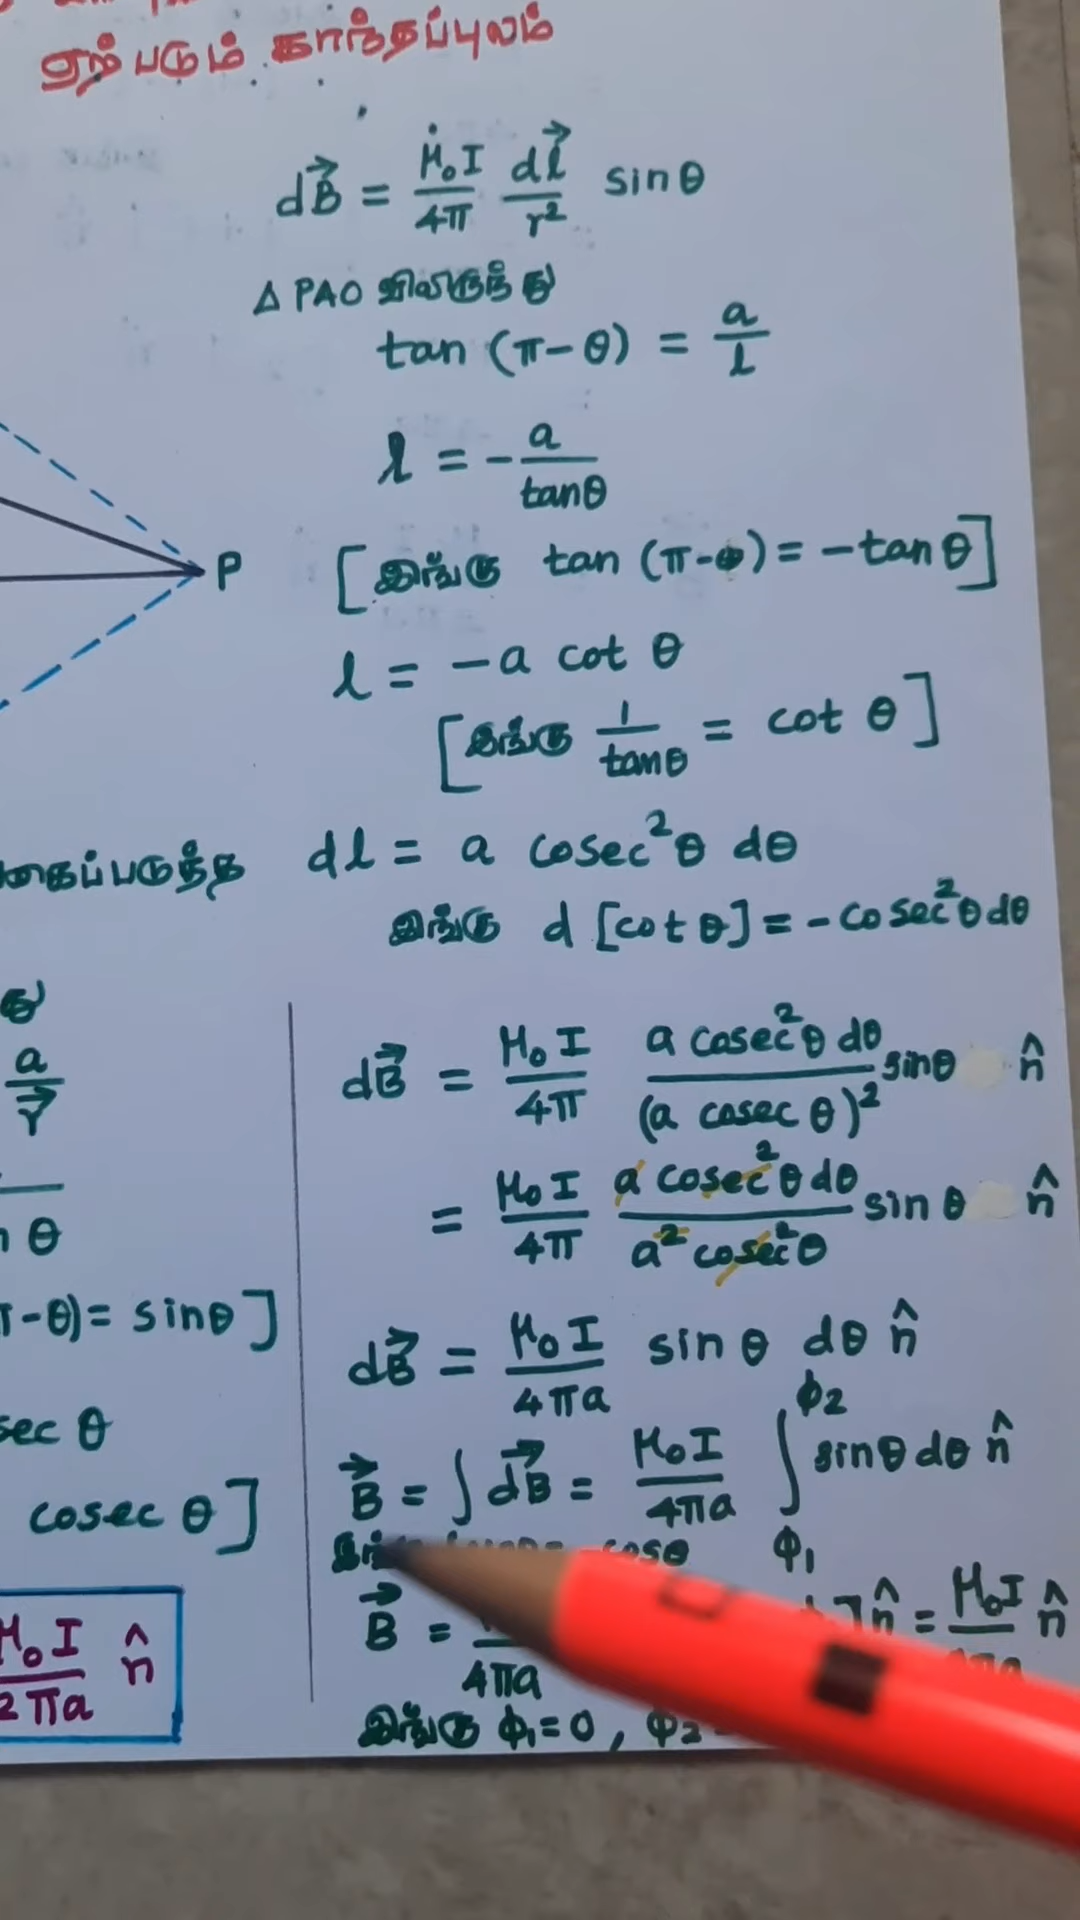 ஏற்படும் காந்தப்புலம்
dB⃗ = μ₀I/4π dl⃗/r² sinθ
Δ PAO விலிருந்து
tan (π-θ) = a/l
l = -a/tanθ
P
[இங்கு tan (π-θ) = -tanθ]
l = -a cot θ
[இங்கு 1/tanθ = cot θ]
dl = a cosec²θ dθ
இங்கு d [cot θ] = -cosec²θ dθ
a/r⃗
θ
-θ) = sinθ]
sec θ
cosec θ]
μ₀I/2πa n̂
dB⃗ = μ₀I/4π a cosec²θ dθ/(a cosec θ)² sinθ n̂
= μ₀I/4π a cosec²θ dθ/a² cosec²θ sin θ n̂
dB⃗ = μ₀I/4πa sin θ dθ n̂
B⃗ = ∫dB⃗ = μ₀I/4πa ∫φ₁^φ₂ sinθ dθ n̂
cosθ
B⃗ = /4πa ]n̂ = μ₀I n̂
இங்கு φ₁=0, φ₂